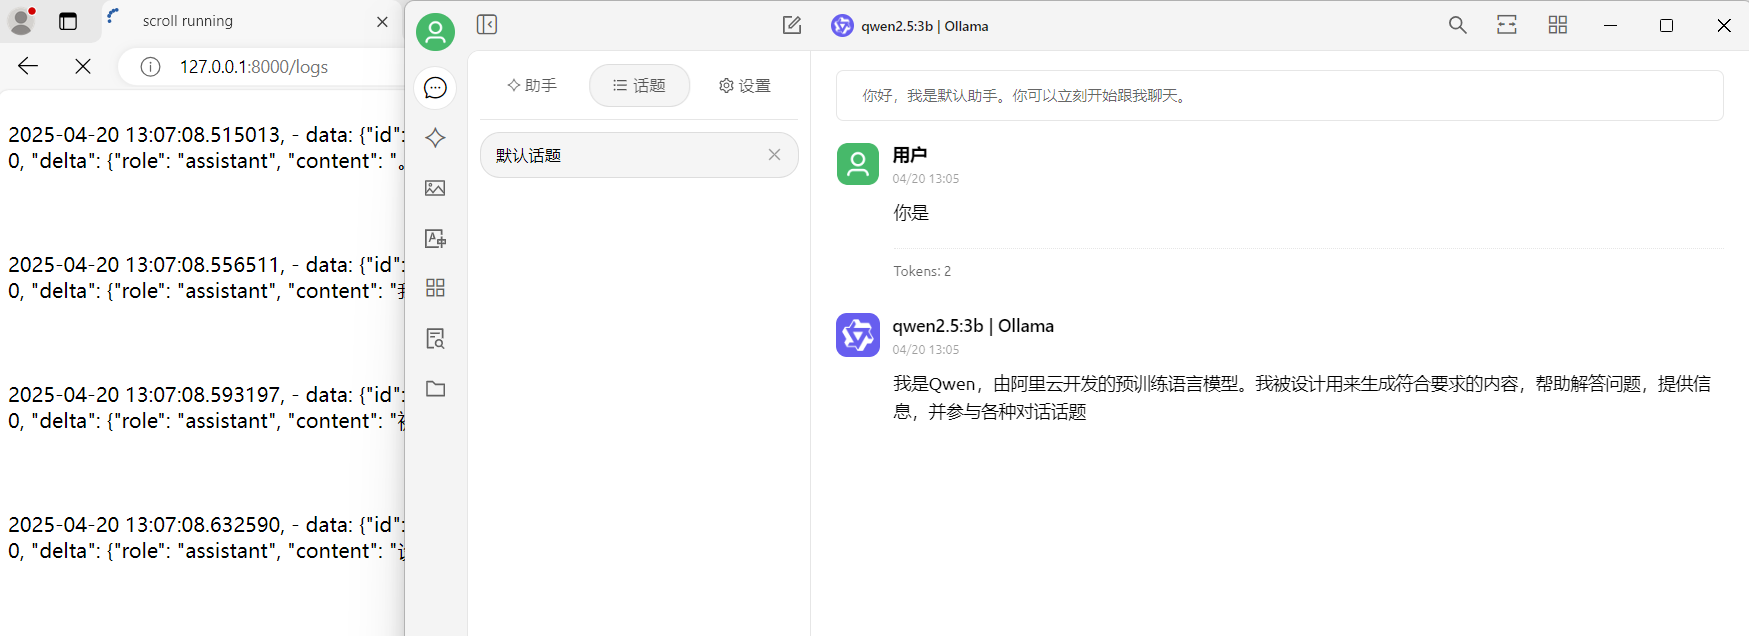 scroll running
127.0.0.1:8000/logs
2025-04-20 13:07:08.515013, - data: {"id":
0, "delta": {"role": "assistant", "content": "。
2025-04-20 13:07:08.556511, - data: {"id":
0, "delta": {"role": "assistant", "content": "我
2025-04-20 13:07:08.593197, - data: {"id":
0, "delta": {"role": "assistant", "content": "被
2025-04-20 13:07:08.632590, - data: {"id":
0, "delta": {"role": "assistant", "content": "设
qwen2.5:3b | Ollama
助手
话题
设置
默认话题
你好，我是默认助手。你可以立刻开始跟我聊天。
用户
04/20 13:05
你是
Tokens: 2
qwen2.5:3b | Ollama
04/20 13:05
我是Qwen，由阿里云开发的预训练语言模型。我被设计用来生成符合要求的内容，帮助解答问题，提供信
息，并参与各种对话话题